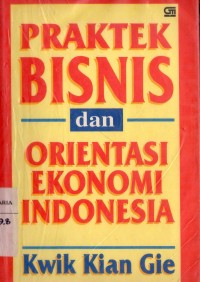 PRAKTEK
BISNIS
dan
ORIENTASI
EKONOMI
INDONESIA
Kwik Kian Gie